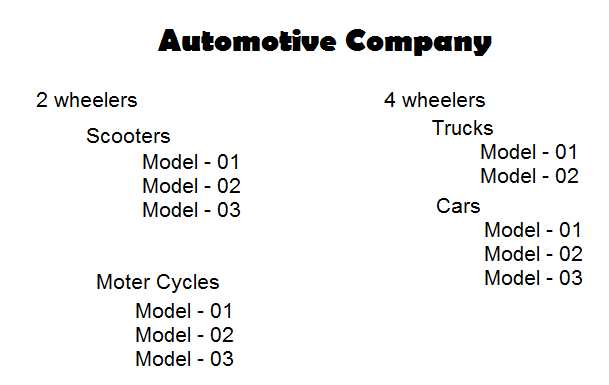 Automotive Company
2 wheelers
Scooters
Model - 01
Model - 02
Model - 03
Moter Cycles
Model - 01
Model - 02
Model - 03
4 wheelers
Trucks
Model - 01
Model - 02
Cars
Model - 01
Model - 02
Model - 03